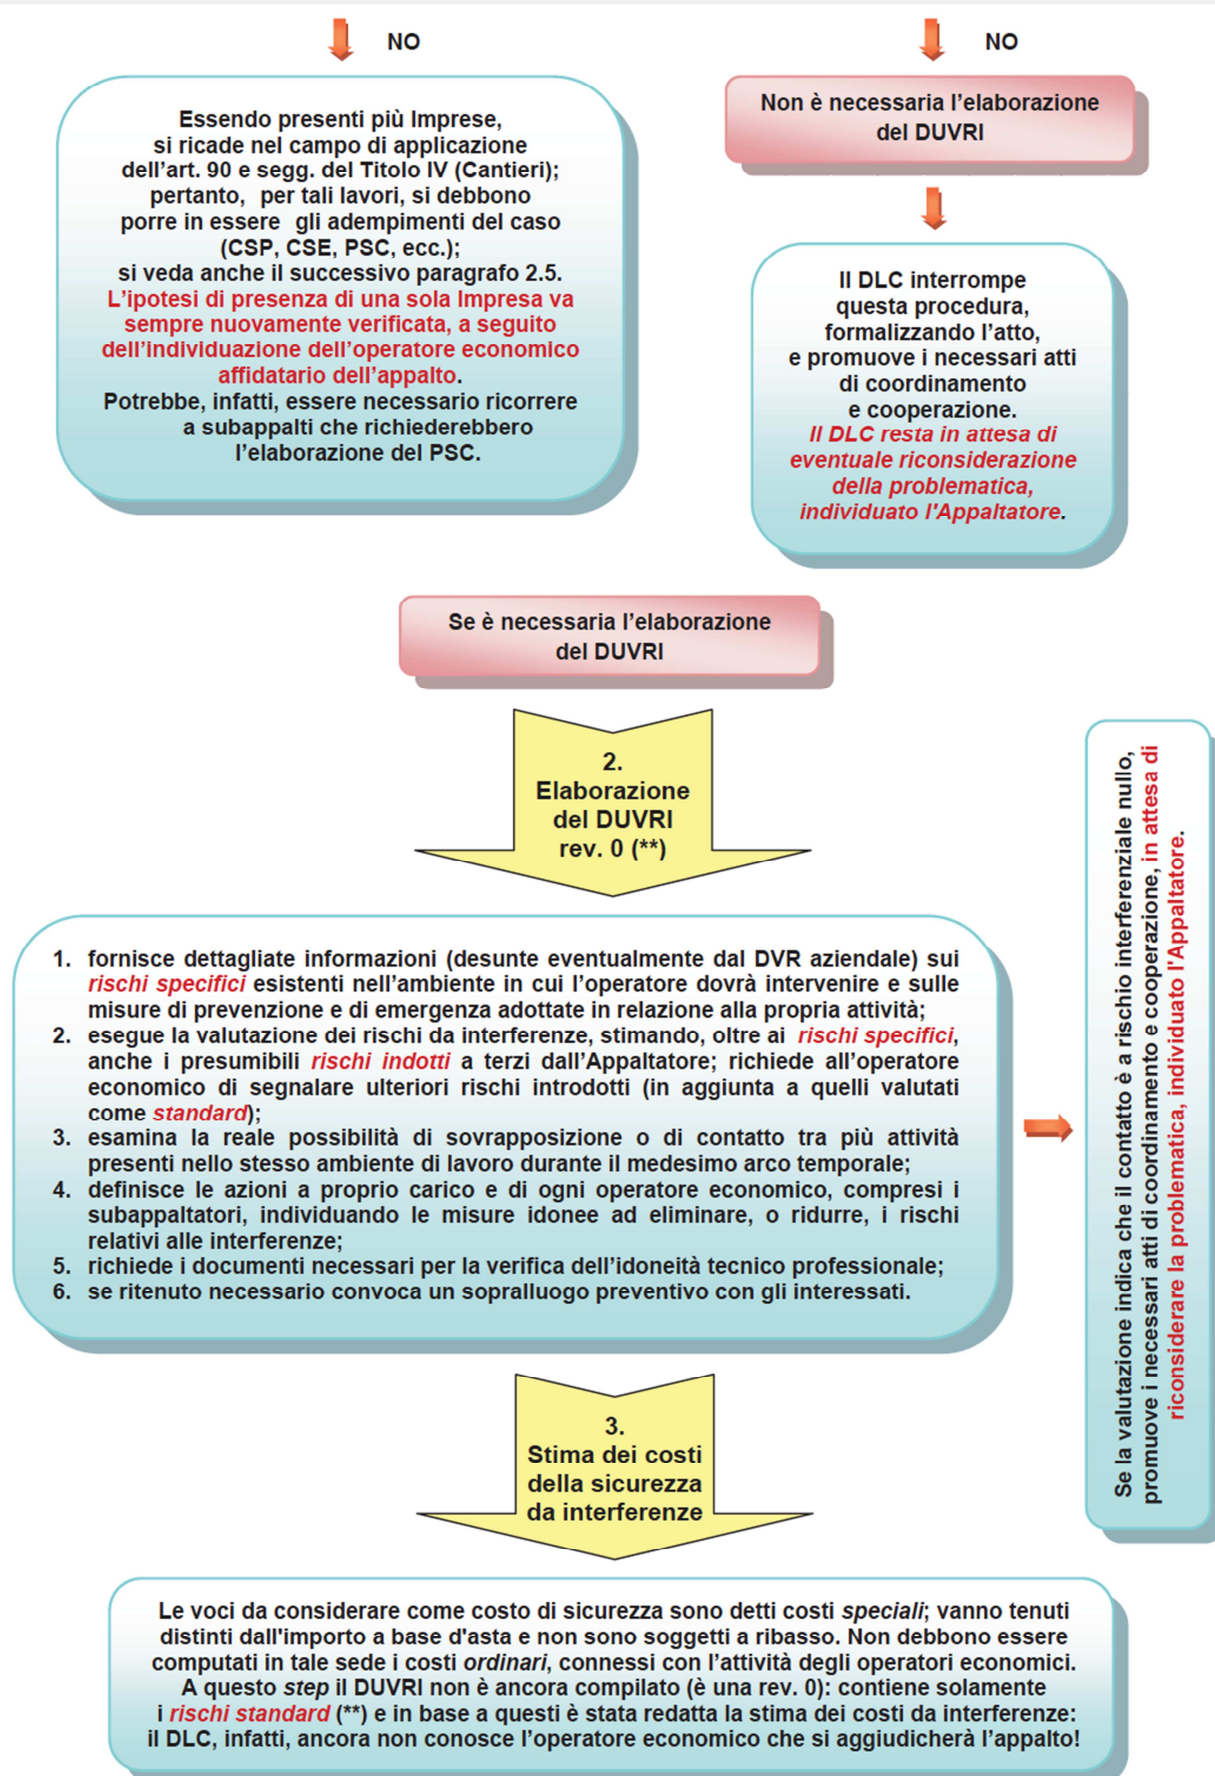 NO
Essendo presenti più Imprese,
si ricade nel campo di applicazione
dell'art. 90 e segg. del Titolo IV (Cantieri);
pertanto, per tali lavori, si debbono
porre in essere gli adempimenti del caso
(CSP, CSE, PSC, ecc.);
si veda anche il successivo paragrafo 2.5.
L'ipotesi di presenza di una sola Impresa va
sempre nuovamente verificata, a seguito
dell'individuazione dell'operatore economico
affidatario dell'appalto.
Potrebbe, infatti, essere necessario ricorrere
a subappalti che richiederebbero
l'elaborazione del PSC.
NO
Non è necessaria l'elaborazione
del DUVRI
Il DLC interrompe
questa procedura,
formalizzando l'atto,
e promuove i necessari atti
di coordinamento
e cooperazione.
Il DLC resta in attesa di
eventuale riconsiderazione
della problematica,
individuato l'Appaltatore.
Se è necessaria l'elaborazione
del DUVRI
2.
Elaborazione
del DUVRI
rev. 0 (**)
1. fornisce dettagliate informazioni (desunte eventualmente dal DVR aziendale) sui
rischi specifici esistenti nell'ambiente in cui l'operatore dovrà intervenire e sulle
misure di prevenzione e di emergenza adottate in relazione alla propria attività;
2. esegue la valutazione dei rischi da interferenze, stimando, oltre ai rischi specifici,
anche i presumibili rischi indotti a terzi dall'Appaltatore; richiede all'operatore
economico di segnalare ulteriori rischi introdotti (in aggiunta a quelli valutati
come standard);
3. esamina la reale possibilità di sovrapposizione o di contatto tra più attività
presenti nello stesso ambiente di lavoro durante il medesimo arco temporale;
4. definisce le azioni a proprio carico e di ogni operatore economico, compresi i
subappaltatori, individuando le misure idonee ad eliminare, o ridurre, i rischi
relativi alle interferenze;
5. richiede i documenti necessari per la verifica dell'idoneità tecnico professionale;
6. se ritenuto necessario convoca un sopralluogo preventivo con gli interessati.
Se la valutazione indica che il contatto è a rischio interferenziale nullo,
promuove i necessari atti di coordinamento e cooperazione, in attesa di
riconsiderare la problematica, individuato l'Appaltatore.
3.
Stima dei costi
della sicurezza
da interferenze
Le voci da considerare come costo di sicurezza sono detti costi speciali; vanno tenuti
distinti dall'importo a base d'asta e non sono soggetti a ribasso. Non debbono essere
computati in tale sede i costi ordinari, connessi con l'attività degli operatori economici.
A questo step il DUVRI non è ancora compilato (è una rev. 0): contiene solamente
i rischi standard (**) e in base a questi è stata redatta la stima dei costi da interferenze:
il DLC, infatti, ancora non conosce l'operatore economico che si aggiudicherà l'appalto!